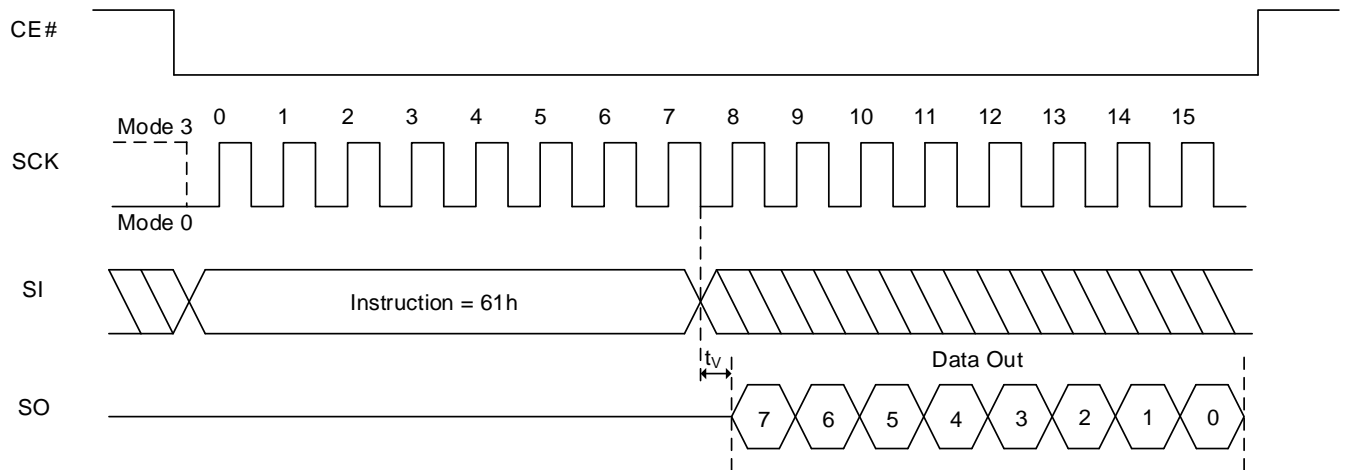 CE#
0 1 2 3 4 5 6 7 8 9 10 11 12 13 14 15
Mode 3
SCK
Mode 0
SI
Instruction = 61h
tV
Data Out
SO
7 6 5 4 3 2 1 0